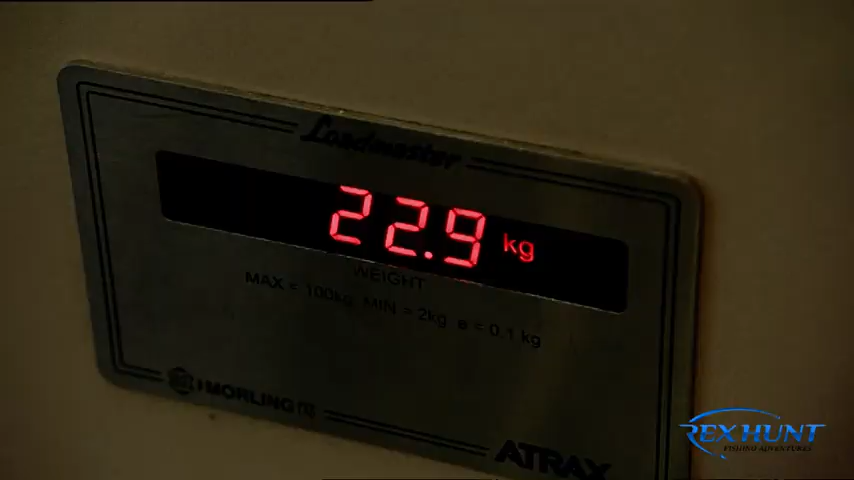 Loadmaster
22.9 kg
WEIGHT
MAX = 100kg MIN = 2kg e = 0.1 kg
MORLING
ATRAX
REX HUNT
FISHING ADVENTURES